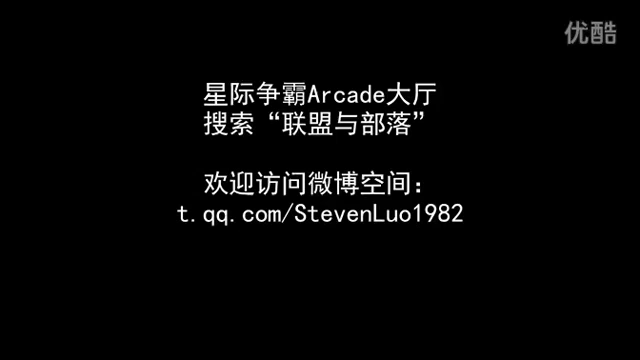 优酷
星际争霸Arcade大厅
搜索“联盟与部落”
欢迎访问微博空间：
t.qq.com/StevenLuo1982